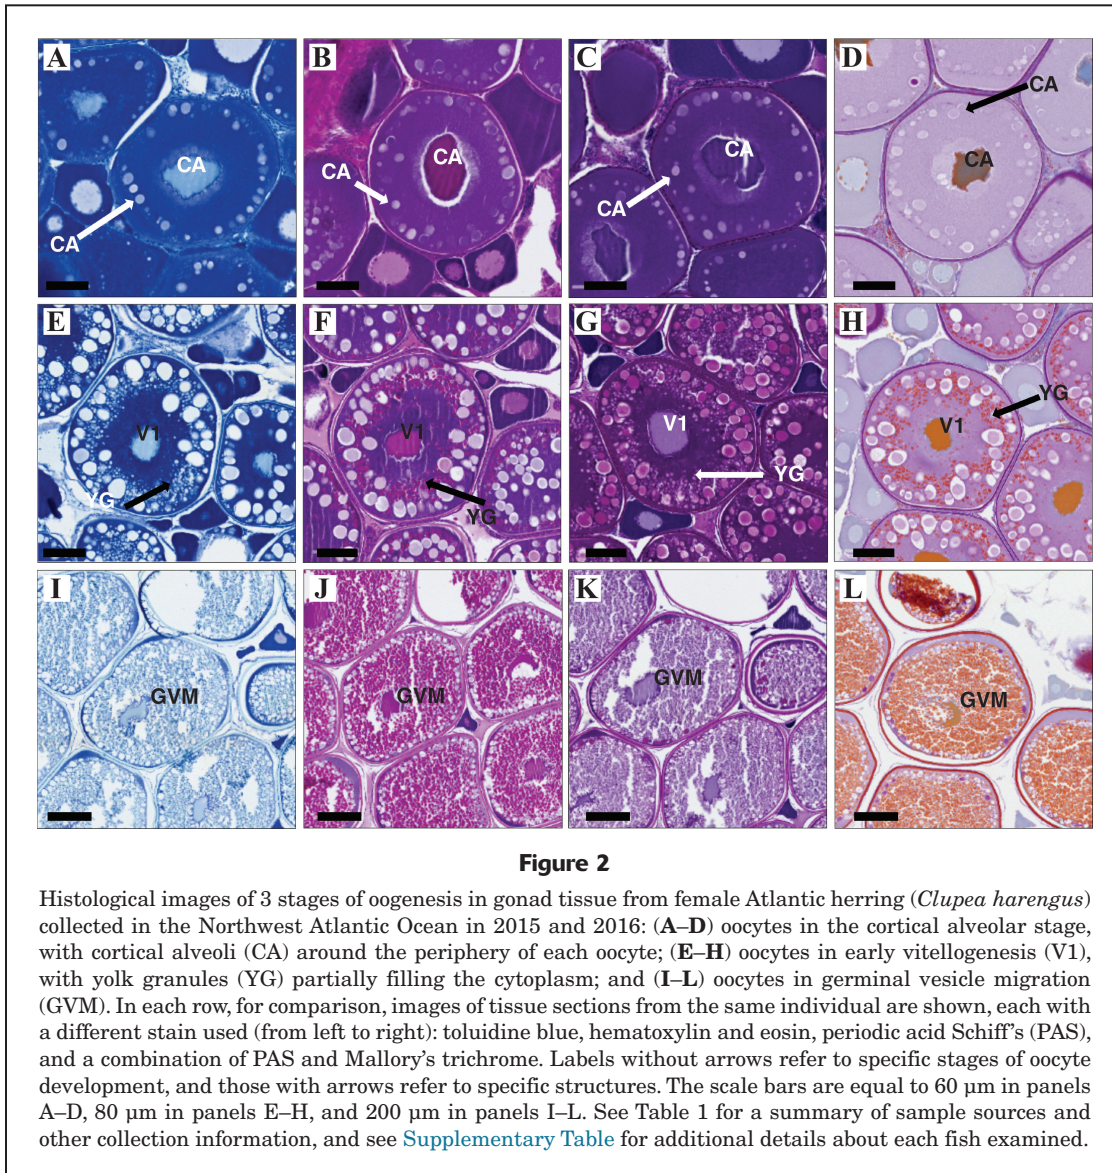 A B C D
CA
CA CA CA CA
CA
CA CA
CA
E F G H
YG
V1 V1 V1 V1
YG YG
YG
I J K L
GVM GVM GVM GVM
Figure 2
Histological images of 3 stages of oogenesis in gonad tissue from female Atlantic herring (Clupea harengus)
collected in the Northwest Atlantic Ocean in 2015 and 2016: (A–D) oocytes in the cortical alveolar stage,
with cortical alveoli (CA) around the periphery of each oocyte; (E–H) oocytes in early vitellogenesis (V1),
with yolk granules (YG) partially filling the cytoplasm; and (I–L) oocytes in germinal vesicle migration
(GVM). In each row, for comparison, images of tissue sections from the same individual are shown, each with
a different stain used (from left to right): toluidine blue, hematoxylin and eosin, periodic acid Schiff's (PAS),
and a combination of PAS and Mallory's trichrome. Labels without arrows refer to specific stages of oocyte
development, and those with arrows refer to specific structures. The scale bars are equal to 60 µm in panels
A–D, 80 µm in panels E–H, and 200 µm in panels I–L. See Table 1 for a summary of sample sources and
other collection information, and see Supplementary Table for additional details about each fish examined.